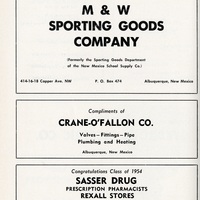 M & W
SPORTING GOODS
COMPANY
(Formerly the Sporting Goods Department
of the New Mexico School Supply Co.)
414-16-18 Copper Ave. NW P. O. Box 474 Albuquerque, New Mexico
Compliments of
CRANE-O'FALLON CO.
Valves—Fittings—Pipe
Plumbing and Heating
Albuquerque, New Mexico
Congratulations Class of 1954
SASSER DRUG
PRESCRIPTION PHARMACISTS
REXALL STORES